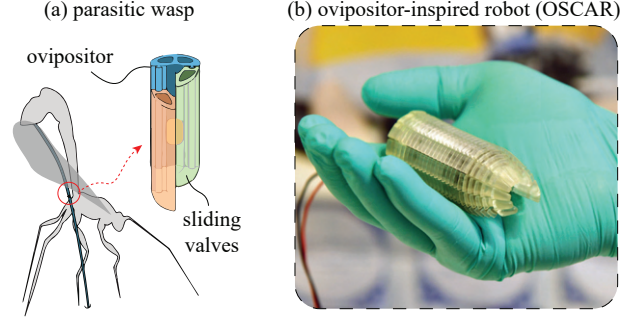 (a) parasitic wasp
(b) ovipositor-inspired robot (OSCAR)
ovipositor
sliding
valves